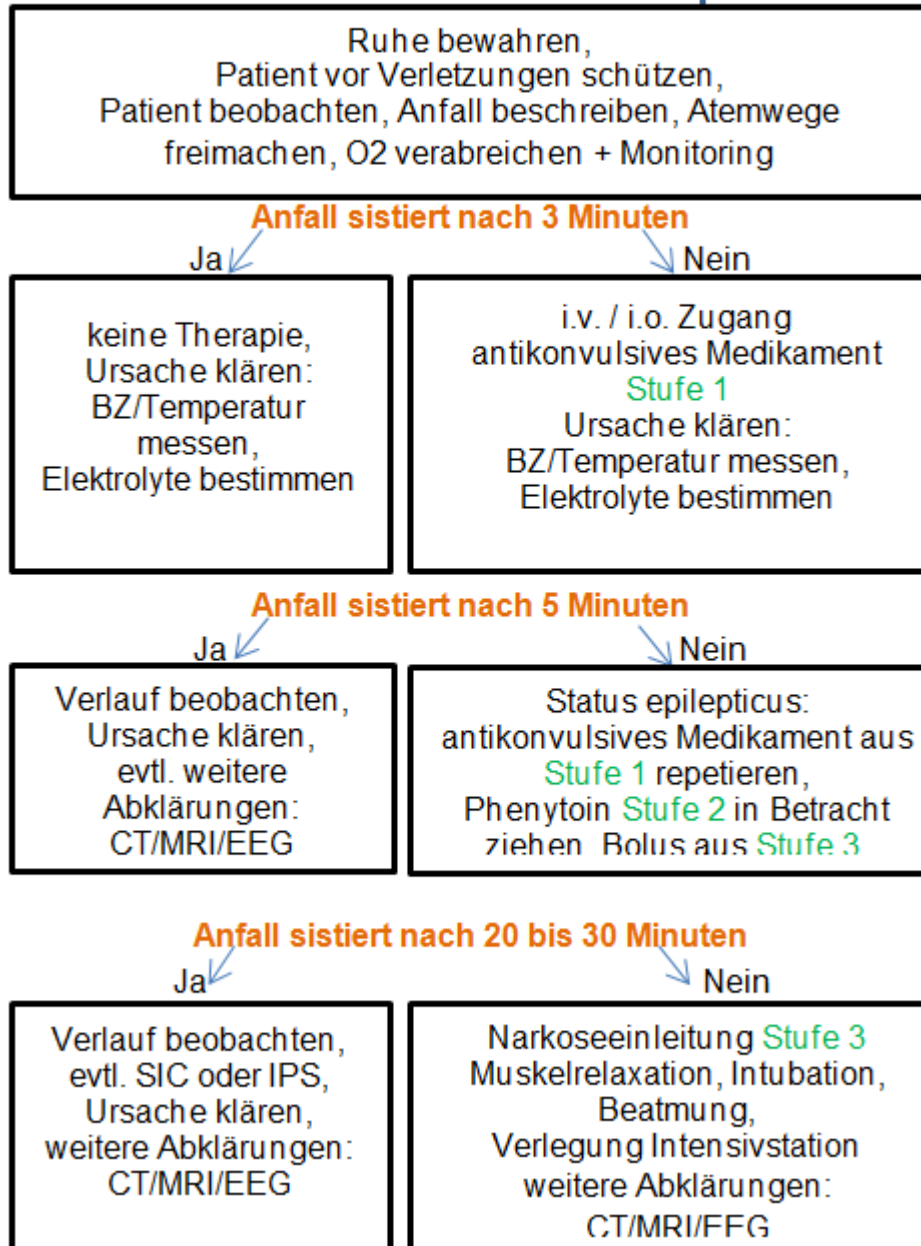 Ruhe bewahren,
Patient vor Verletzungen schützen,
Patient beobachten, Anfall beschreiben, Atemwege
freimachen, O2 verabreichen + Monitoring
Anfall sistiert nach 3 Minuten
Ja
Nein
keine Therapie,
Ursache klären:
BZ/Temperatur
messen,
Elektrolyte bestimmen
i.v. / i.o. Zugang
antikonvulsives Medikament
Stufe 1
Ursache klären:
BZ/Temperatur messen,
Elektrolyte bestimmen
Anfall sistiert nach 5 Minuten
Ja
Nein
Verlauf beobachten,
Ursache klären,
evtl. weitere
Abklärungen:
CT/MRI/EEG
Status epilepticus:
antikonvulsives Medikament aus
Stufe 1 repetieren,
Phenytoin Stufe 2 in Betracht
ziehen Bolus aus Stufe 3
Anfall sistiert nach 20 bis 30 Minuten
Ja
Nein
Verlauf beobachten,
evtl. SIC oder IPS,
Ursache klären,
weitere Abklärungen:
CT/MRI/EEG
Narkoseeinleitung Stufe 3
Muskelrelaxation, Intubation,
Beatmung,
Verlegung Intensivstation
weitere Abklärungen:
CT/MRI/EEG